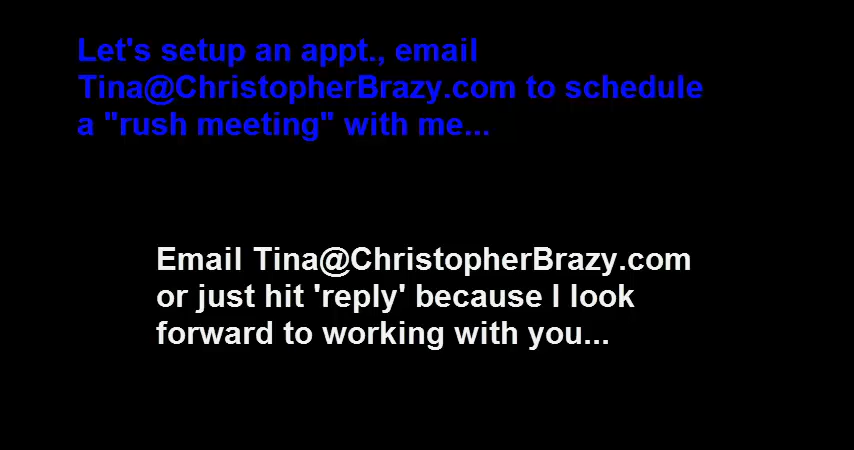 Let's setup an appt., email
Tina@ChristopherBrazy.com to schedule
a "rush meeting" with me...
Email Tina@ChristopherBrazy.com
or just hit 'reply' because I look
forward to working with you...